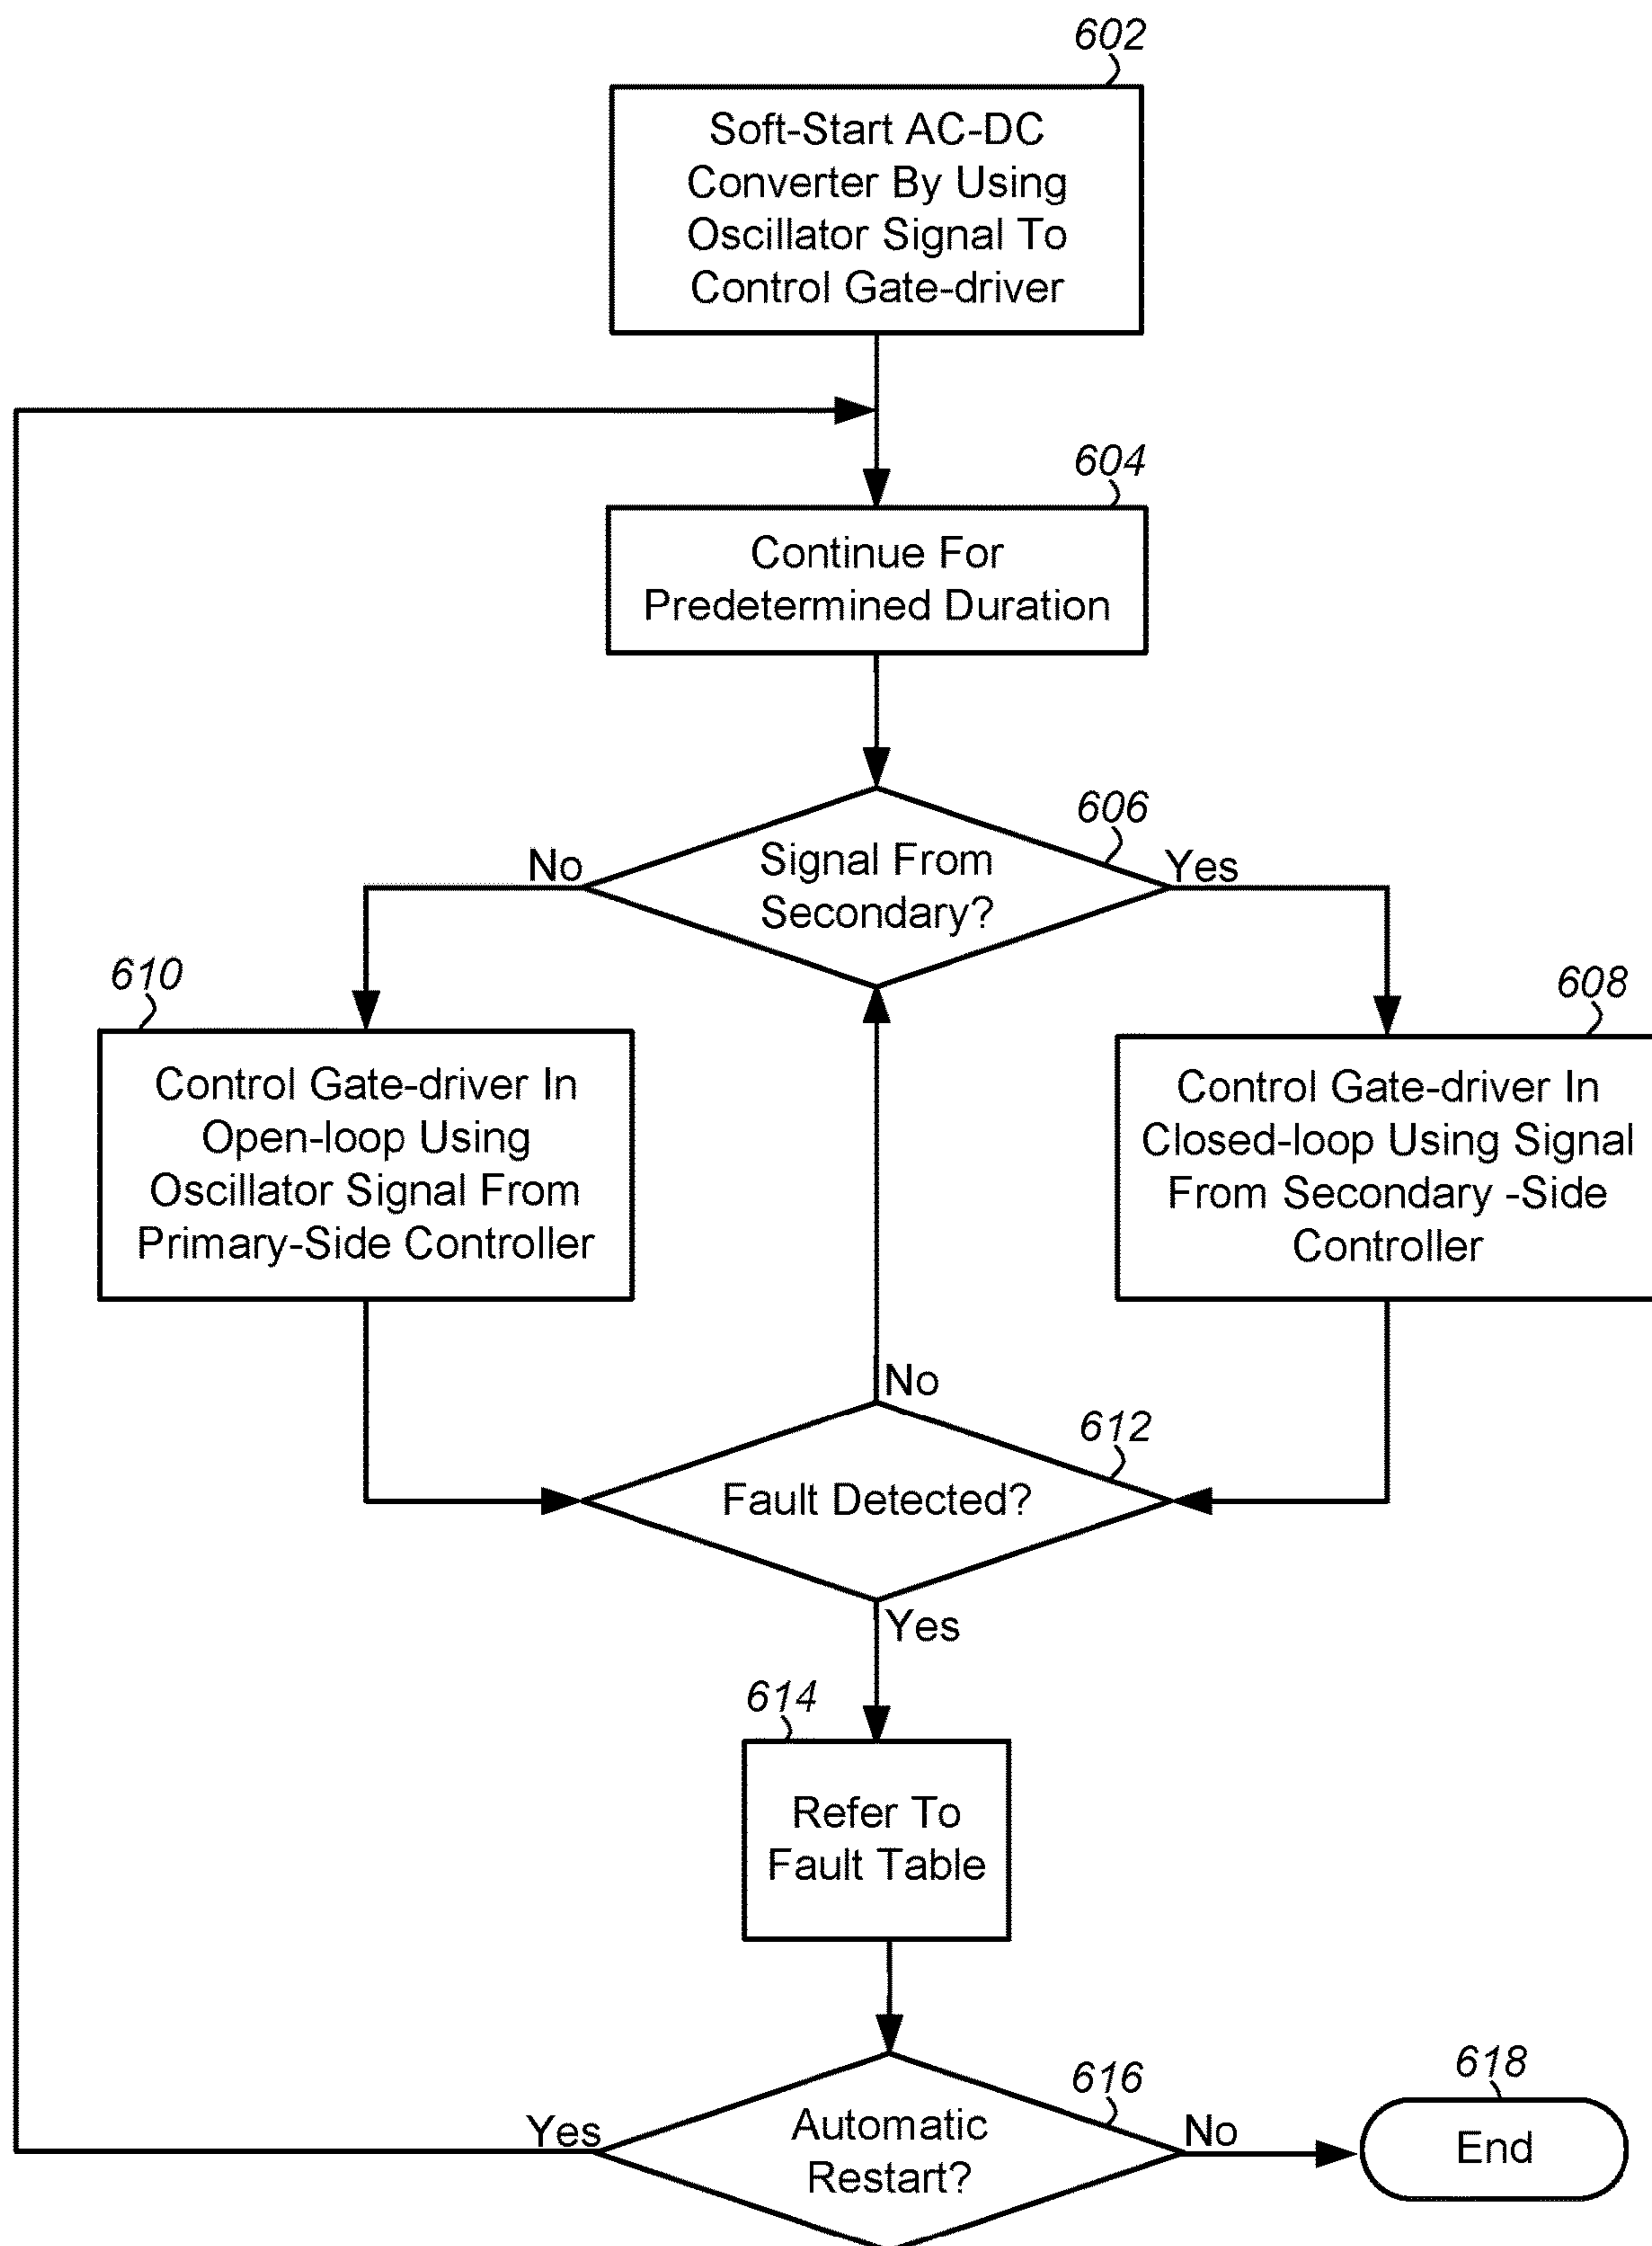 602
Soft-Start AC-DC
Converter By Using
Oscillator Signal To
Control Gate-driver
604
Continue For
Predetermined Duration
606
Signal From
Secondary?
No
Yes
610
Control Gate-driver In
Open-loop Using
Oscillator Signal From
Primary-Side Controller
608
Control Gate-driver In
Closed-loop Using Signal
From Secondary -Side
Controller
No
612
Fault Detected?
Yes
614
Refer To
Fault Table
616
Automatic
Restart?
Yes
No
618
End